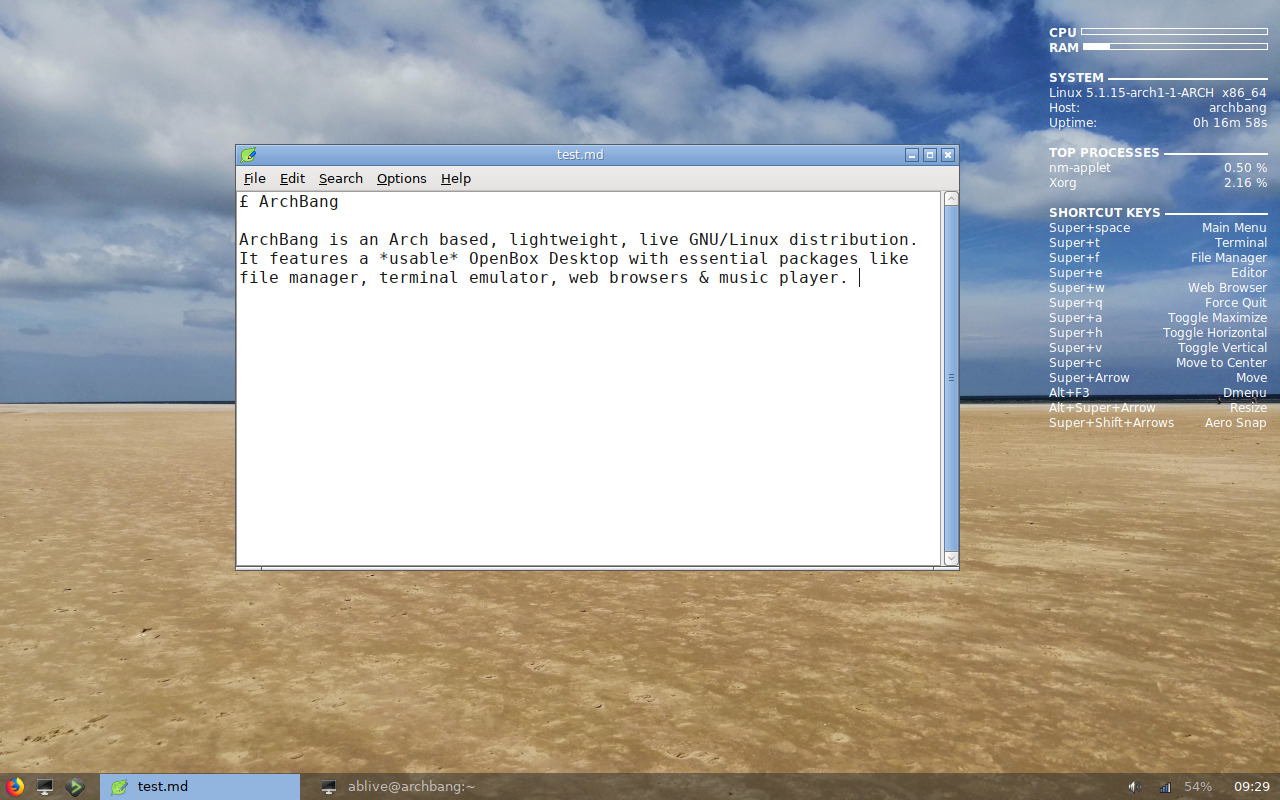 CPU
RAM
SYSTEM
Linux 5.1.15-arch1-1-ARCH x86_64
Host: archbang
Uptime: 0h 16m 58s
TOP PROCESSES
nm-applet 0.50 %
Xorg 2.16 %
SHORTCUT KEYS
Super+space Main Menu
Super+t Terminal
Super+f File Manager
Super+e Editor
Super+w Web Browser
Super+q Force Quit
Super+a Toggle Maximize
Super+h Toggle Horizontal
Super+v Toggle Vertical
Super+c Move to Center
Super+Arrow Move
Alt+F3 Dmenu
Alt+Super+Arrow Resize
Super+Shift+Arrows Aero Snap
test.md
File Edit Search Options Help
£ ArchBang
ArchBang is an Arch based, lightweight, live GNU/Linux distribution.
It features a *usable* OpenBox Desktop with essential packages like
file manager, terminal emulator, web browsers & music player.
test.md ablive@archbang:~ 54% 09:29